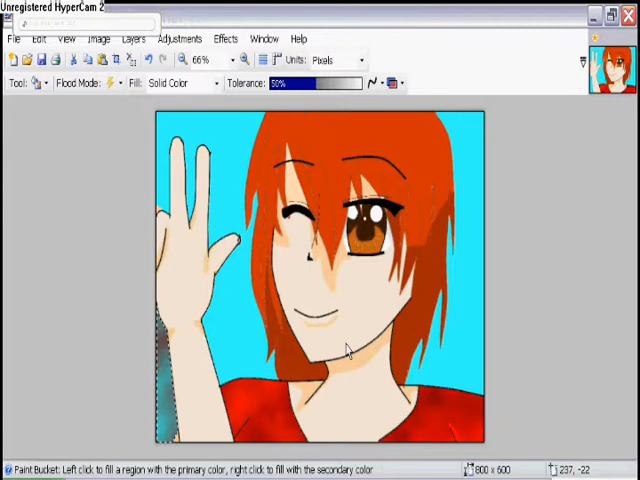 Unregistered HyperCam 2
File Edit View Image Layers Adjustments Effects Window Help
66% Units: Pixels
Tool: Flood Mode: Fill: Solid Color Tolerance: 50%
Paint Bucket: Left click to fill a region with the primary color, right click to fill with the secondary color 800 x 600 237, -22